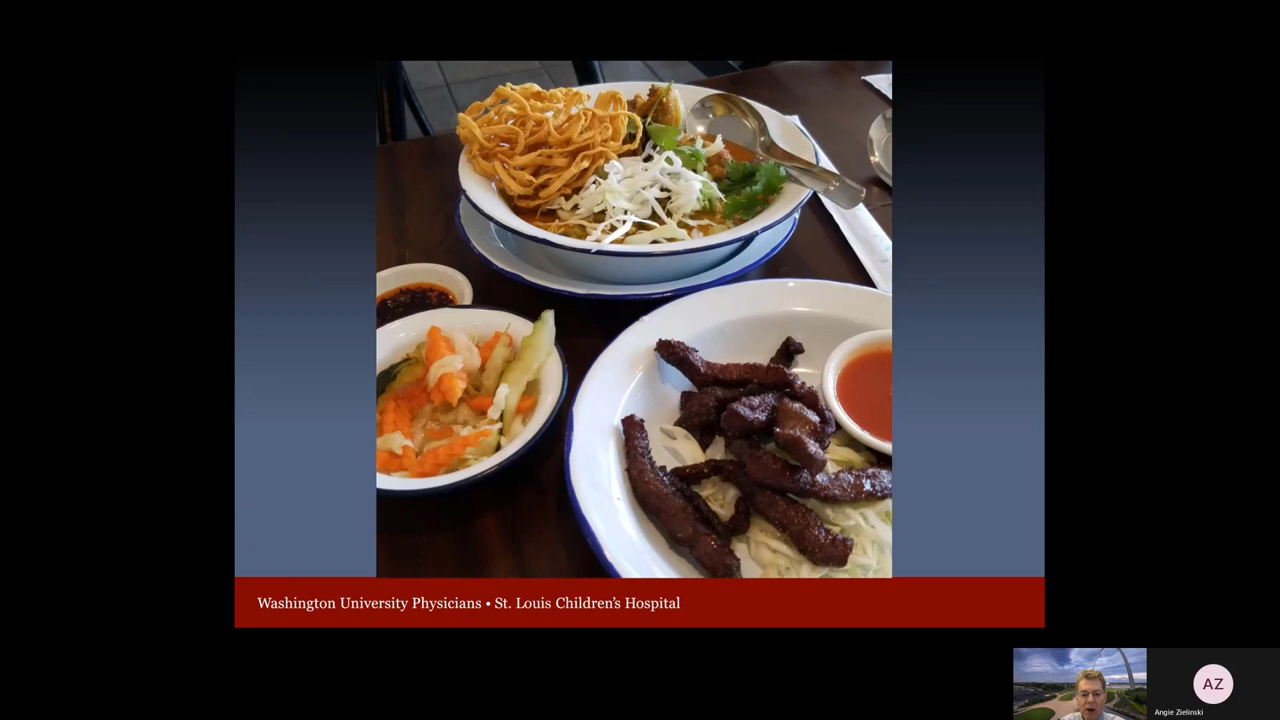 Washington University Physicians • St. Louis Children's Hospital
AZ
Angie Zielinski